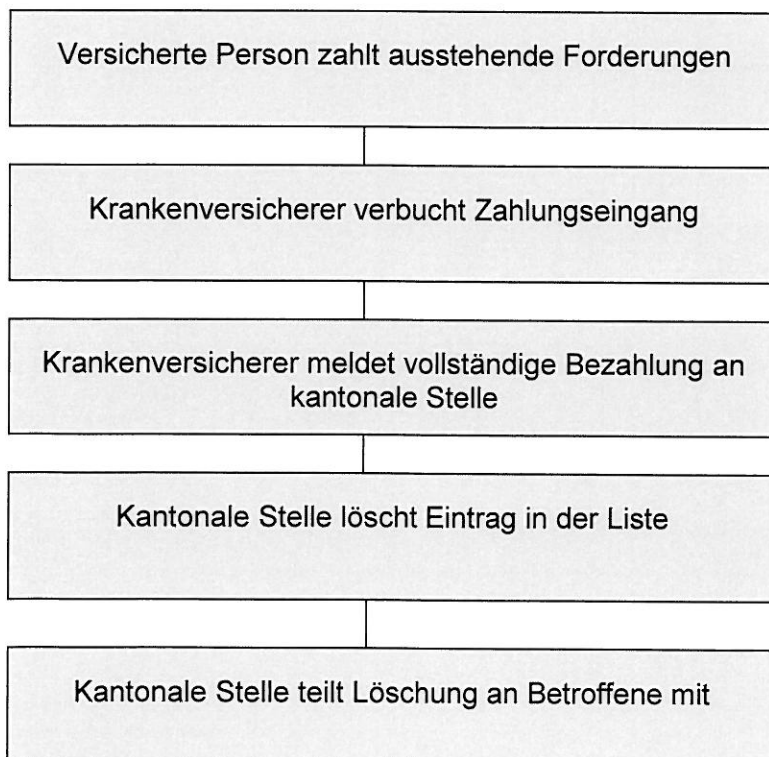 Versicherte Person zahlt ausstehende Forderungen
Krankenversicherer verbucht Zahlungseingang
Krankenversicherer meldet vollständige Bezahlung an
kantonale Stelle
Kantonale Stelle löscht Eintrag in der Liste
Kantonale Stelle teilt Löschung an Betroffene mit